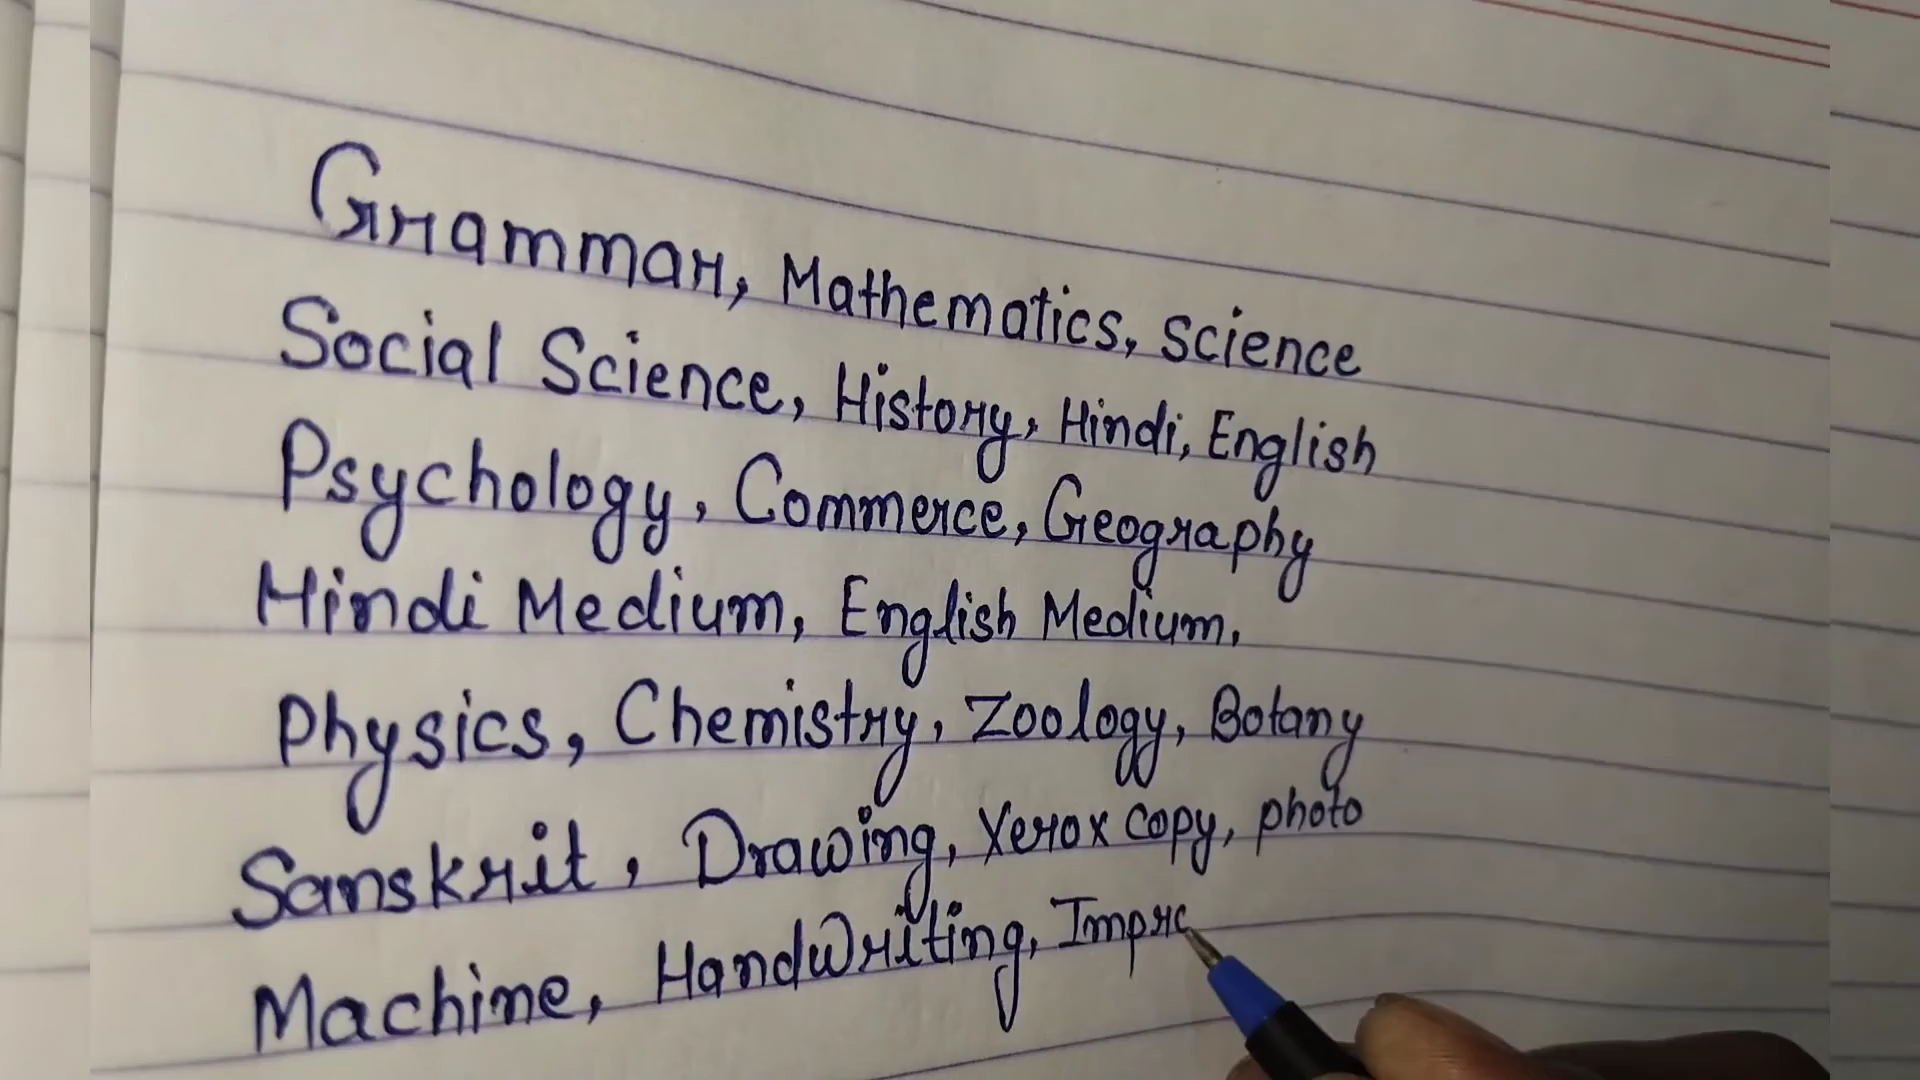 Grammar, Mathematics, Science
Social Science, History, Hindi, English
Psychology, Commerce, Geography
Hindi Medium, English Medium,
Physics, Chemistry, Zoology, Botany
Sanskrit, Drawing, Xerox copy, photo
Machine, Handwriting, Impro